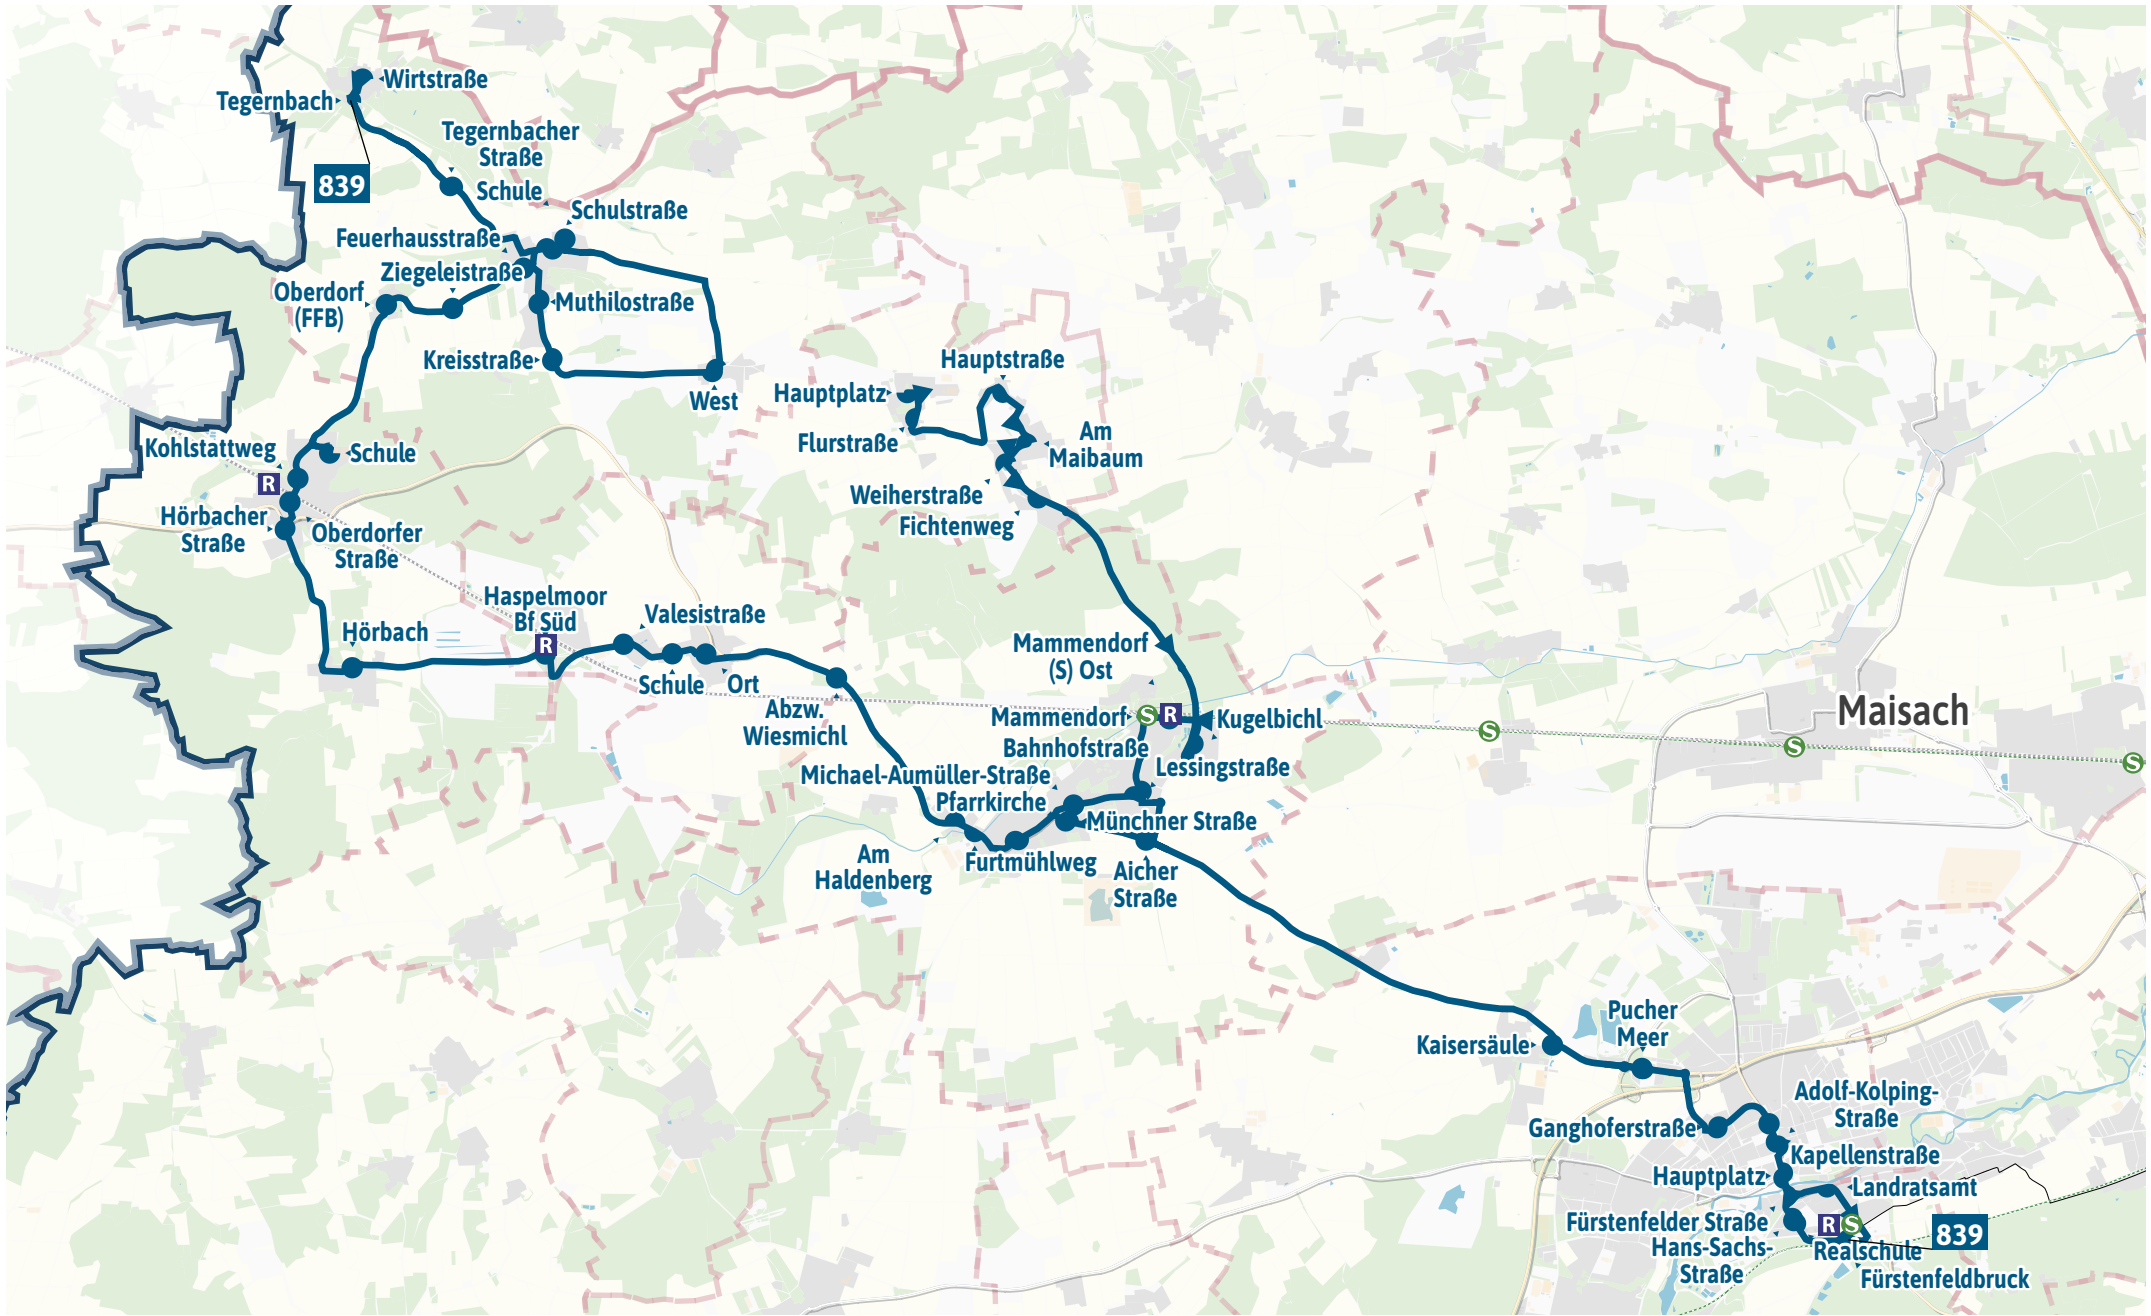 Wirtstraße
Tegernbach
Tegernbacher
Straße
839
Schule
Schulstraße
Feuerhausstraße
Ziegeleistraße
Oberdorf
(FFB)
Muthilostraße
Kreisstraße
West
Hauptstraße
Hauptplatz
Flurstraße
Am
Maibaum
Kohlstattweg
Schule
R
Weiherstraße
Fichtenweg
Hörbacher
Straße
Oberdorfer
Straße
Haspelmoor
Bf Süd
R
Valesistraße
Hörbach
Schule
Ort
Mammendorf
(S) Ost
Abzw.
Wiesmichl
Mammendorf
S
R
Kugelbichl
S
S
S
Maisach
Bahnhofstraße
Lessingstraße
Michael-Aumüller-Straße
Pfarrkirche
Münchner Straße
Am
Haldenberg
Furtmühlweg
Aicher
Straße
Pucher
Meer
Kaisersäule
Adolf-Kolping-
Straße
Ganghoferstraße
Kapellenstraße
Hauptplatz
Landratsamt
Fürstenfelder Straße
R
S
839
Hans-Sachs-
Straße
Realschule
Fürstenfeldbruck